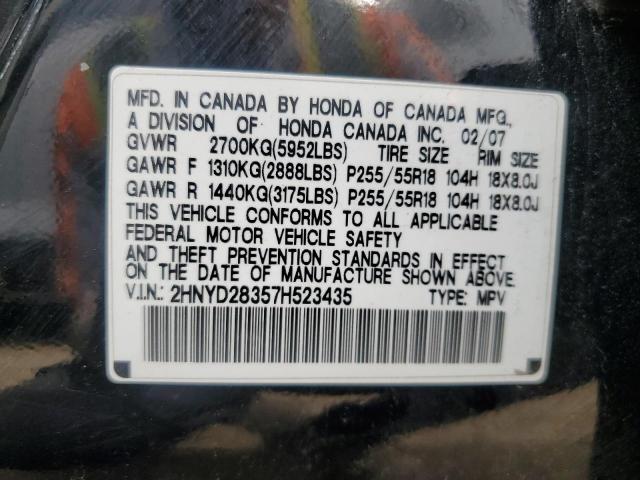 MFD. IN CANADA BY HONDA OF CANADA MFG.,
A DIVISION OF HONDA CANADA INC. 02/07
GVWR 2700KG(5952LBS) TIRE SIZE RIM SIZE
GAWR F 1310KG(2888LBS) P255/55R18 104H 18X8.0J
GAWR R 1440KG(3175LBS) P255/55R18 104H 18X8.0J
THIS VEHICLE CONFORMS TO ALL APPLICABLE
FEDERAL MOTOR VEHICLE SAFETY
AND THEFT PREVENTION STANDARDS IN EFFECT
ON THE DATE OF MANUFACTURE SHOWN ABOVE.
V.I.N.: 2HNYD28357H523435 TYPE: MPV